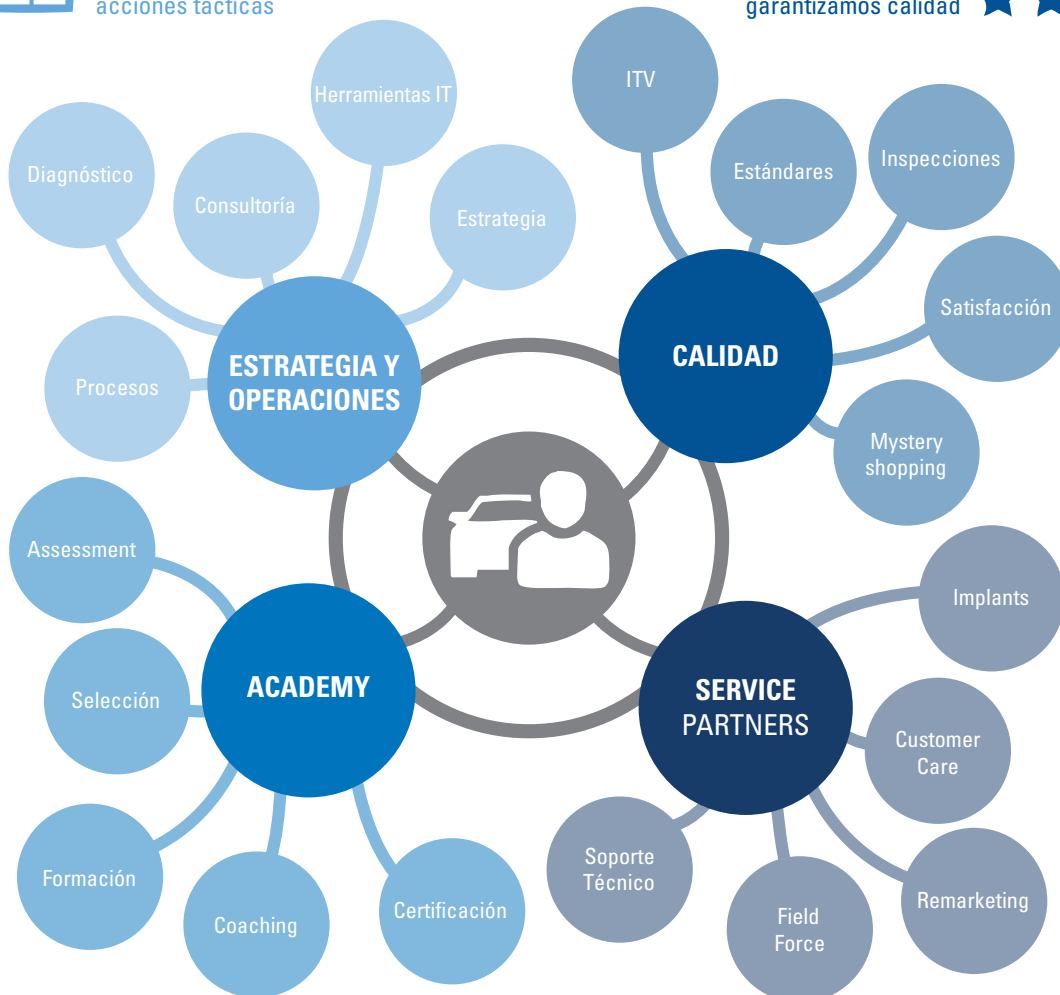 acciones tácticas
garantizamos calidad
Herramientas IT
Diagnóstico
Consultoría
Estrategia
Procesos
ESTRATEGIA Y
OPERACIONES
ITV
Estándares
Inspecciones
Satisfacción
CALIDAD
Mystery
shopping
Assessment
Selección
ACADEMY
Formación
Coaching
Certificación
Implants
SERVICE
PARTNERS
Customer
Care
Soporte
Técnico
Field
Force
Remarketing